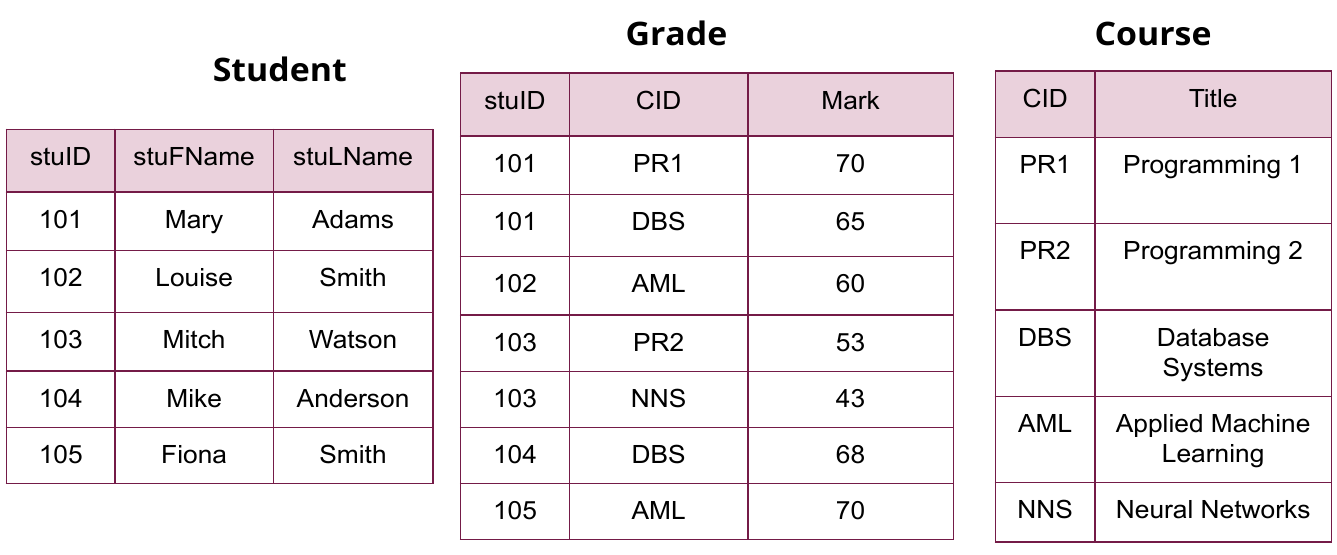 Student
stuID stuFName stuLName
101 Mary Adams
102 Louise Smith
103 Mitch Watson
104 Mike Anderson
105 Fiona Smith
Grade
stuID CID Mark
101 PR1 70
101 DBS 65
102 AML 60
103 PR2 53
103 NNS 43
104 DBS 68
105 AML 70
Course
CID Title
PR1 Programming 1
PR2 Programming 2
DBS Database
Systems
AML Applied Machine
Learning
NNS Neural Networks